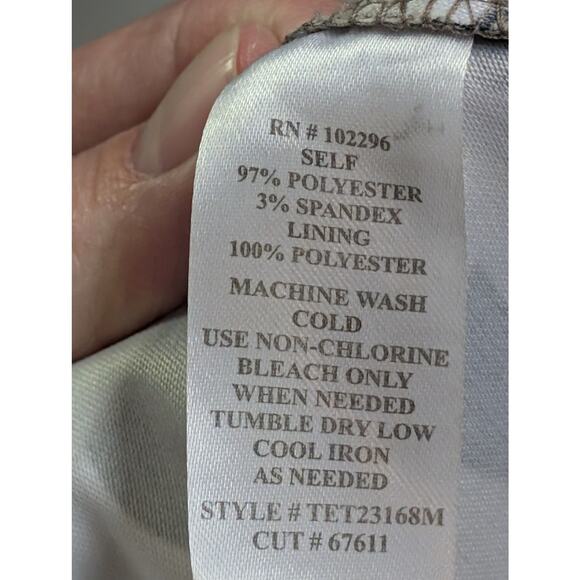 RN # 102296
SELF
97% POLYESTER
3% SPANDEX
LINING
100% POLYESTER
MACHINE WASH
COLD
USE NON-CHLORINE
BLEACH ONLY
WHEN NEEDED
TUMBLE DRY LOW
COOL IRON
AS NEEDED
STYLE # TET23168M
CUT # 67611